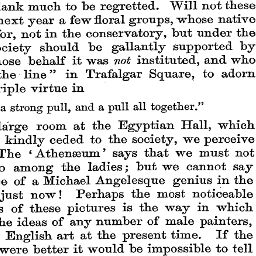 ank much to be regretted. Will not these
next year a few floral groups, whose native
or, not in the conservatory, but under the
ociety should be gallantly supported by
ose behalf it was not instituted, and who
the line" in Trafalgar Square, to adorn
riple virtue in
a strong pull, and a pull all together."
large room at the Egyptian Hall, which
kindly ceded to the society, we perceive
The 'Athenæum' says that we must not
o among the ladies; but we cannot say
e of a Michael Angelesque genius in the
just now! Perhaps the most noticeable
s of these pictures is the way in which
he ideas of any number of male painters,
English art at the present time. If the
were better it would be impossible to tell